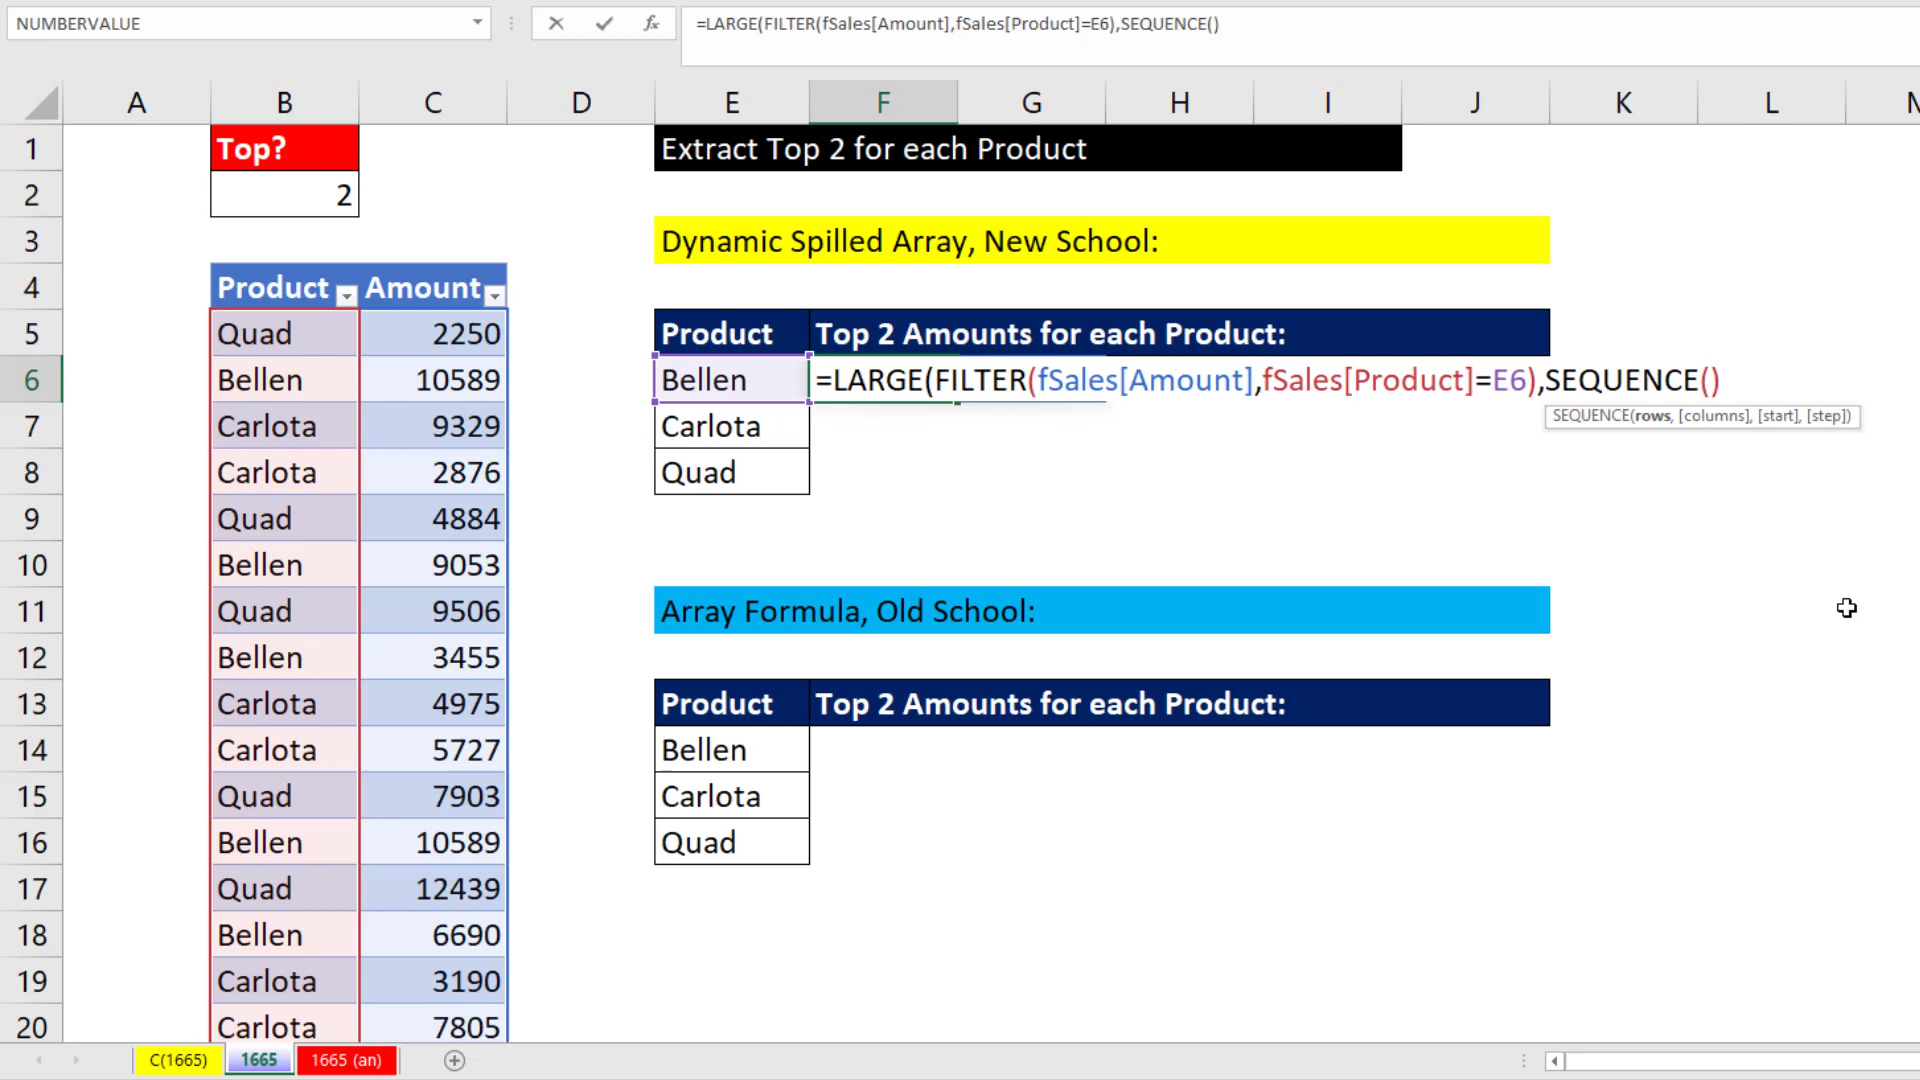 NUMBERVALUE
fx
=LARGE(FILTER(fSales[Amount],fSales[Product]=E6),SEQUENCE()
A B C D E F G H I J K L M
1 Top? Extract Top 2 for each Product
2 2
3 Dynamic Spilled Array, New School:
4 Product Amount
5 Quad 2250 Product Top 2 Amounts for each Product:
6 Bellen 10589 Bellen =LARGE(FILTER(fSales[Amount],fSales[Product]=E6),SEQUENCE()
SEQUENCE(rows, [columns], [start], [step])
7 Carlota 9329 Carlota
8 Carlota 2876 Quad
9 Quad 4884
10 Bellen 9053
11 Quad 9506 Array Formula, Old School:
12 Bellen 3455
13 Carlota 4975 Product Top 2 Amounts for each Product:
14 Carlota 5727 Bellen
15 Quad 7903 Carlota
16 Bellen 10589 Quad
17 Quad 12439
18 Bellen 6690
19 Carlota 3190
20 Carlota 7805
C(1665) 1665 1665 (an)